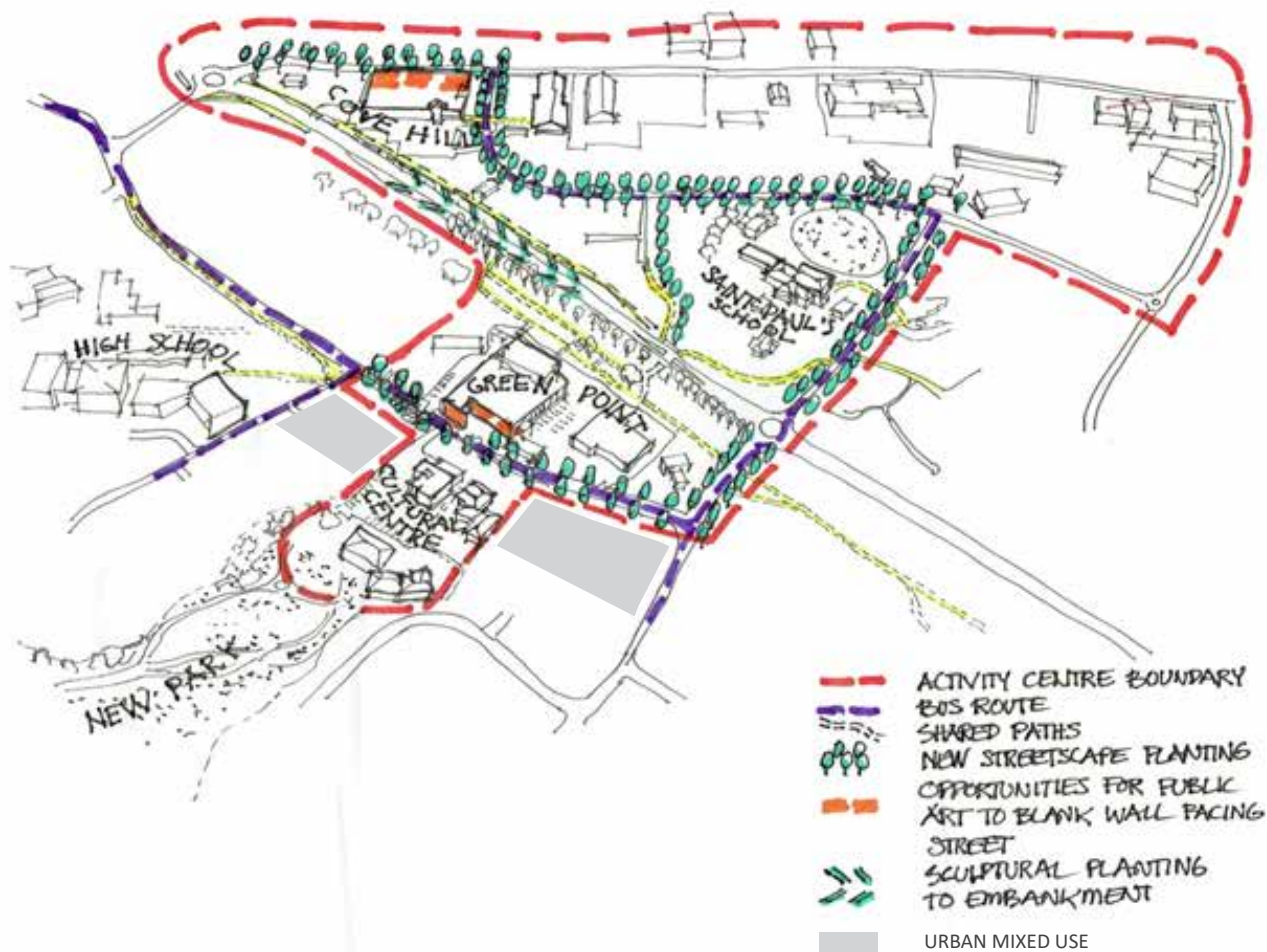 COVE HILL
SAINT PAUL'S
SCHOOL
HIGH SCHOOL
GREEN POINT
CULTURAL
CENTRE
NEW PARK
ACTIVITY CENTRE BOUNDARY
BUS ROUTE
SHARED PATHS
NEW STREETSCAPE PLANTING
OPPORTUNITIES FOR PUBLIC
ART TO BLANK WALL FACING
STREET
SCULPTURAL PLANTING
TO EMBANKMENT
URBAN MIXED USE